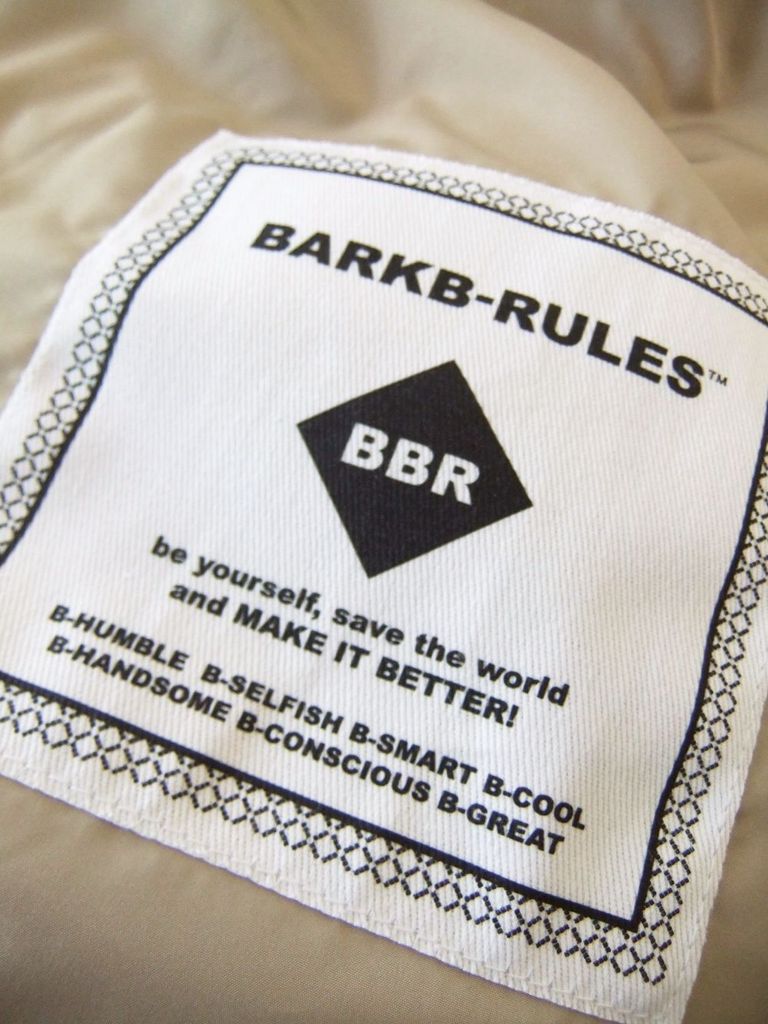 BARKB-RULES™
BBR
be yourself, save the world
and MAKE IT BETTER!
B-HUMBLE B-SELFISH B-SMART B-COOL
B-HANDSOME B-CONSCIOUS B-GREAT